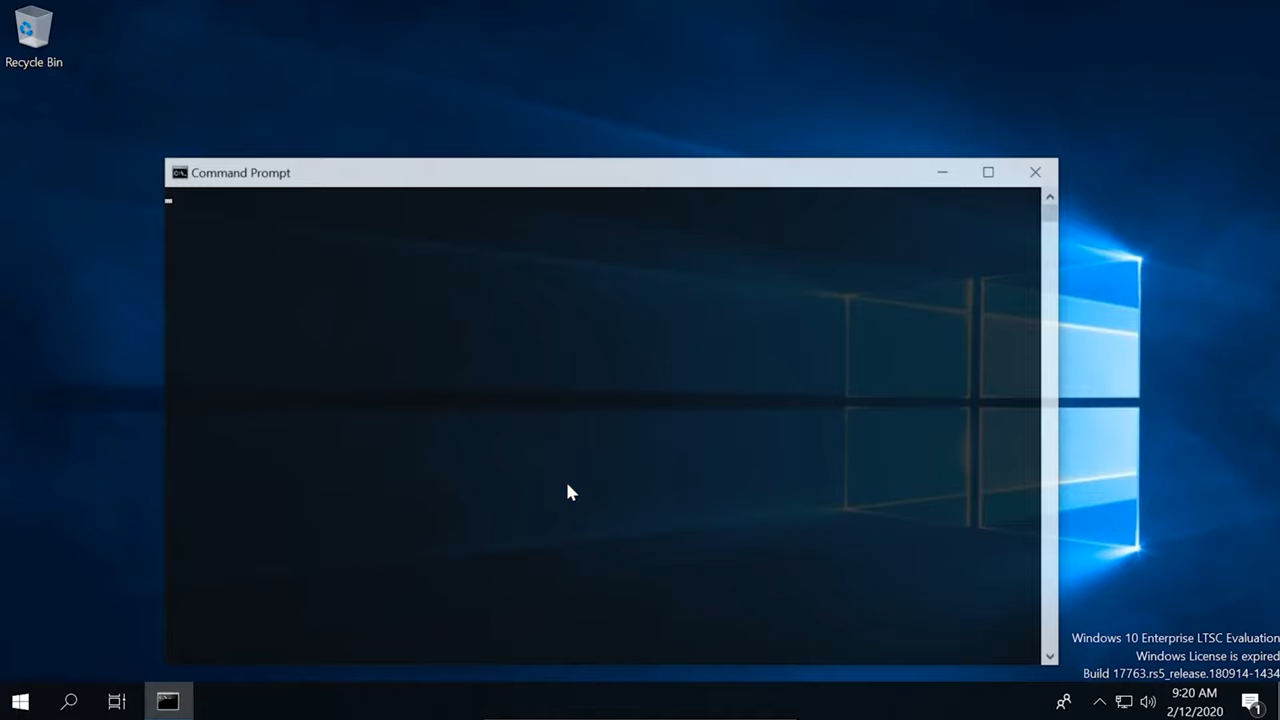 Recycle Bin
Command Prompt
Windows 10 Enterprise LTSC Evaluation
Windows License is expired
Build 17763.rs5_release.180914-1434
9:20 AM
2/12/2020
1